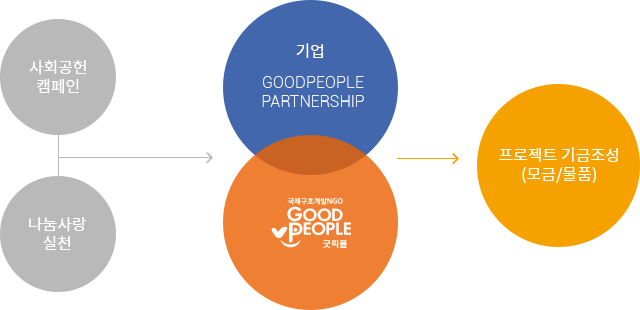 사회공헌
캠페인
나눔사랑
실천
기업
GOODPEOPLE
PARTNERSHIP
국제구호개발NGO
GOOD
PEOPLE
굿피플
프로젝트 기금조성
(모금/물품)